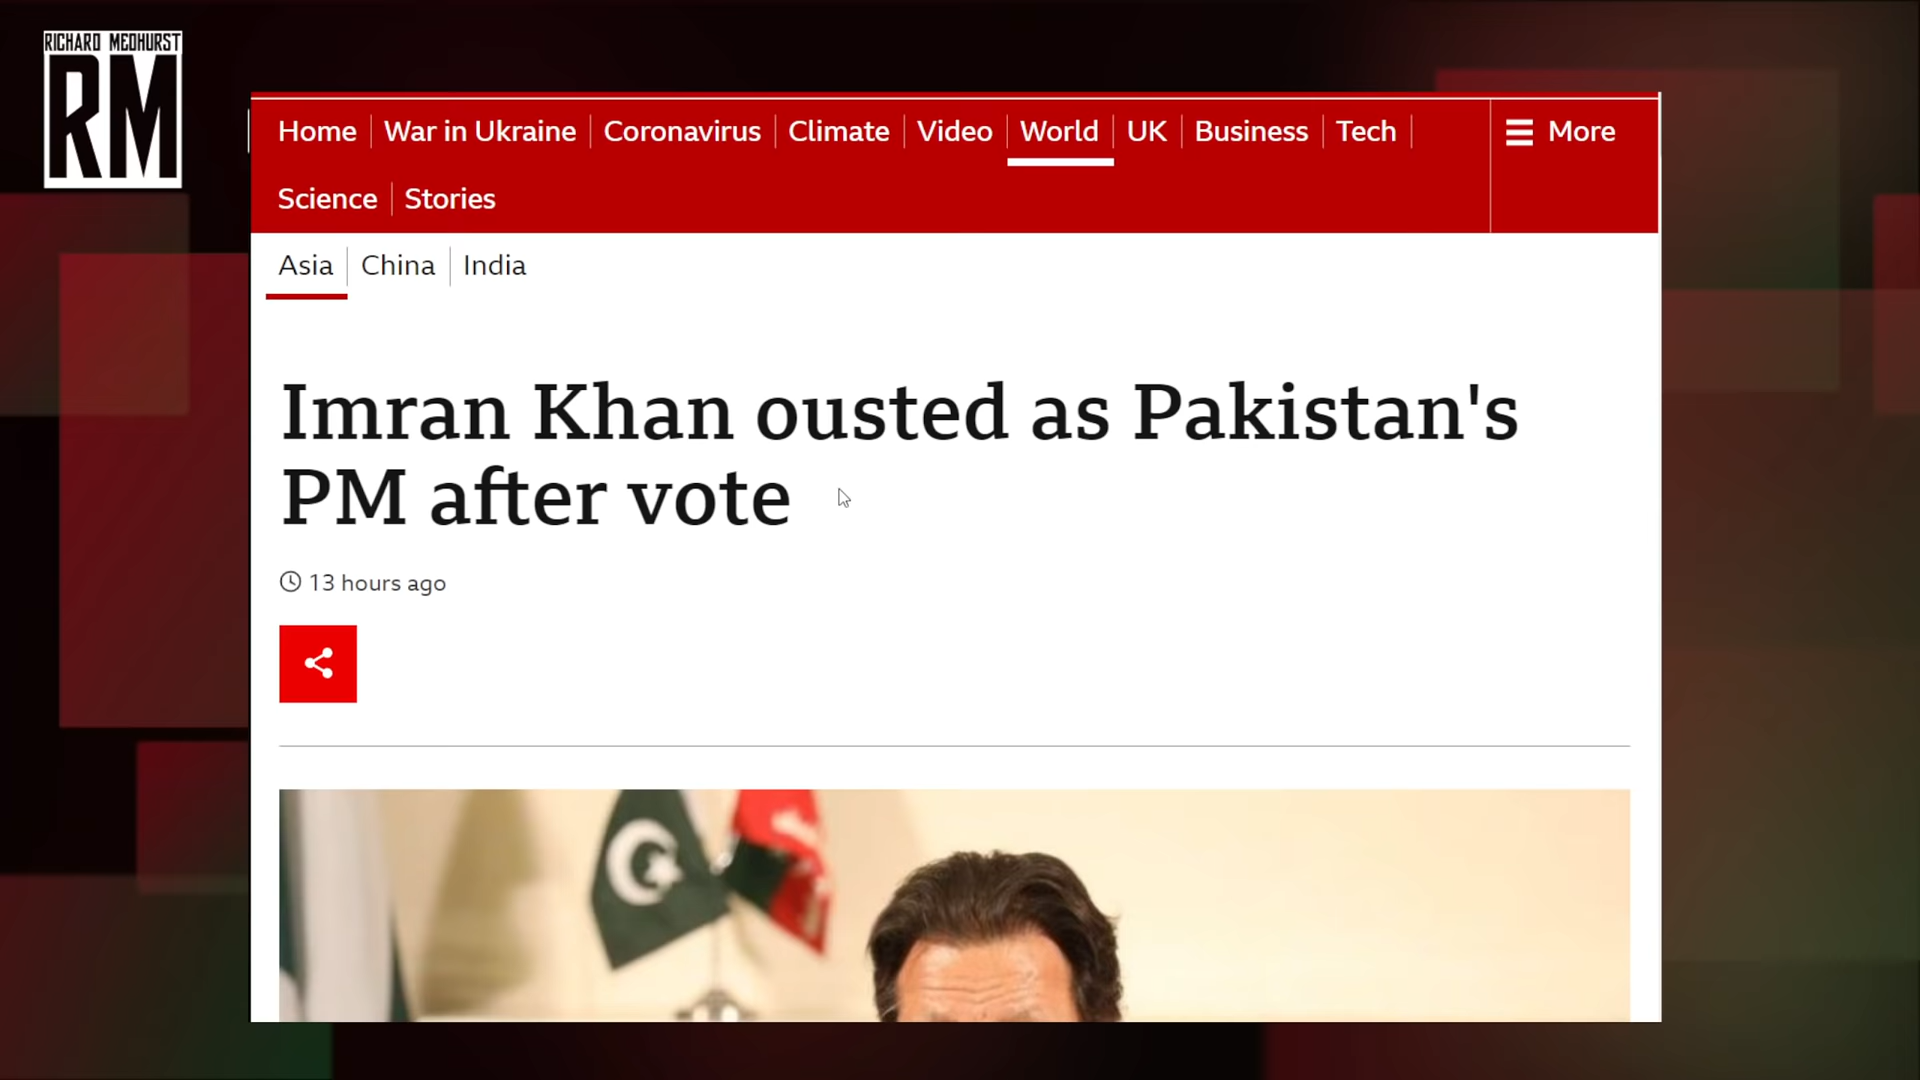 RICHARD MEDHURST
RM
Home War in Ukraine Coronavirus Climate Video World UK Business Tech More
Science Stories
Asia China India
Imran Khan ousted as Pakistan's
PM after vote
13 hours ago